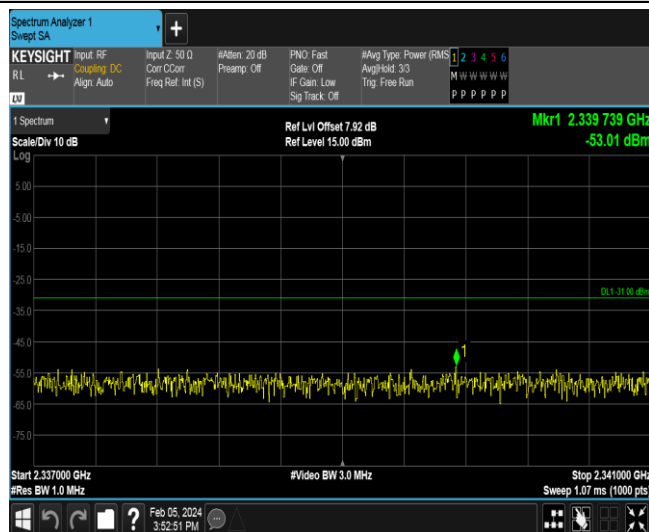 Spectrum Analyzer 1
Swept SA
+
KEYSIGHT Input: RF Input Z: 50 Ω #Atten: 20 dB PNO: Fast #Avg Type: Power (RMS 1 2 3 4 5 6
RL Coupling: DC Corr CCorr Preamp: Off Gate: Off Avg|Hold: 3/3 M W W W W W
Align: Auto Freq Ref: Int (S) IF Gain: Low Trig: Free Run
Sig Track: Off P P P P P P
LXI
1 Spectrum Ref Lvl Offset 7.92 dB Mkr1 2.339 739 GHz
Scale/Div 10 dB Ref Level 15.00 dBm -53.01 dBm
Log
5.00
-5.00
-15.0
-25.0
DL1 -31.00 dBm
-35.0
-45.0
1
-55.0
-65.0
-75.0
Start 2.337000 GHz #Video BW 3.0 MHz Stop 2.341000 GHz
#Res BW 1.0 MHz Sweep 1.07 ms (1000 pts)
? Feb 05, 2024
3:52:51 PM